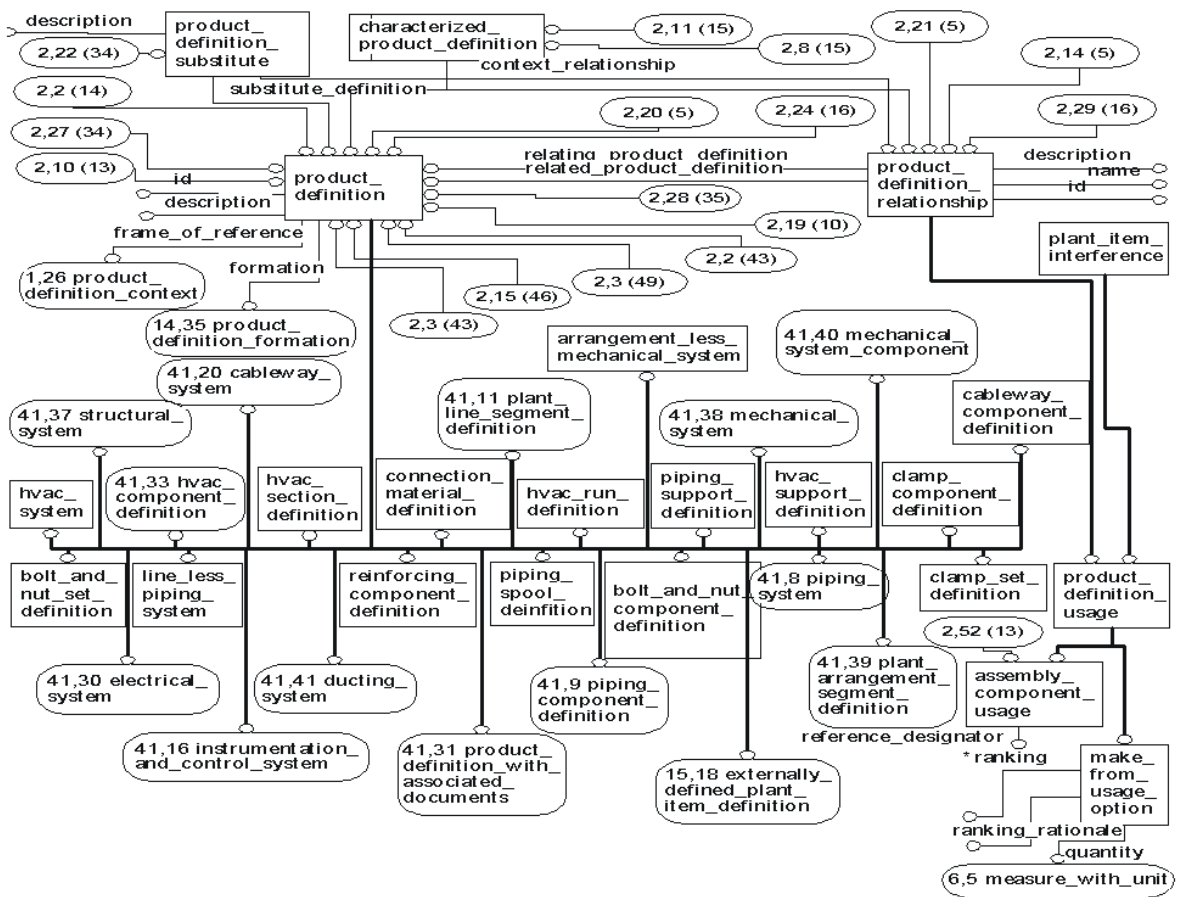 description
product_
definition_
substitute
2,22 (34)
characterized_
product_definition
2,11 (15)
2,8 (15)
2,21 (5)
2,14 (5)
context_relationship
substitute_definition
2,2 (14)
2,27 (34)
2,10 (13)
2,20 (5)
2,24 (16)
2,29 (16)
id
description
product_
definition
relating_product_definition
related_product_definition
2,28 (35)
2,19 (10)
product_
definition_
relationship
description
name
id
frame_of_reference
1,26 product_
definition_context
formation
14,35 product_
definition_formation
2,3 (43)
2,15 (46)
2,3 (49)
2,2 (43)
plant_item_
interference
41,20 cableway_
system
41,37 structural_
system
41,11 plant_
line_segment_
definition
arrangement_less_
mechanical_system
41,38 mechanical_
system
41,40 mechanical_
system_component
cableway_
component_
definition
hvac_
system
41,33 hvac_
component_
definition
hvac_
section_
definition
connection_
material_
definition
hvac_run_
definition
piping_
support_
definition
hvac_
support_
definition
clamp_
component_
definition
bolt_and_
nut_set_
definition
line_less_
piping_
system
reinforcing_
component_
definition
piping_
spool_
deinfition
bolt_and_nut_
component_
definition
41,8 piping_
system
clamp_set_
definition
product_
definition_
usage
41,30 electrical_
system
41,41 ducting_
system
41,9 piping_
component_
definition
41,39 plant_
arrangement_
segment_
definition
2,52 (13)
assembly_
component_
usage
reference_designator
41,16 instrumentation_
and_control_system
41,31 product_
definition_with_
associated_
documents
15,18 externally_
defined_plant_
item_definition
*ranking
make_
from_
usage_
option
ranking_rationale
quantity
6,5 measure_with_unit